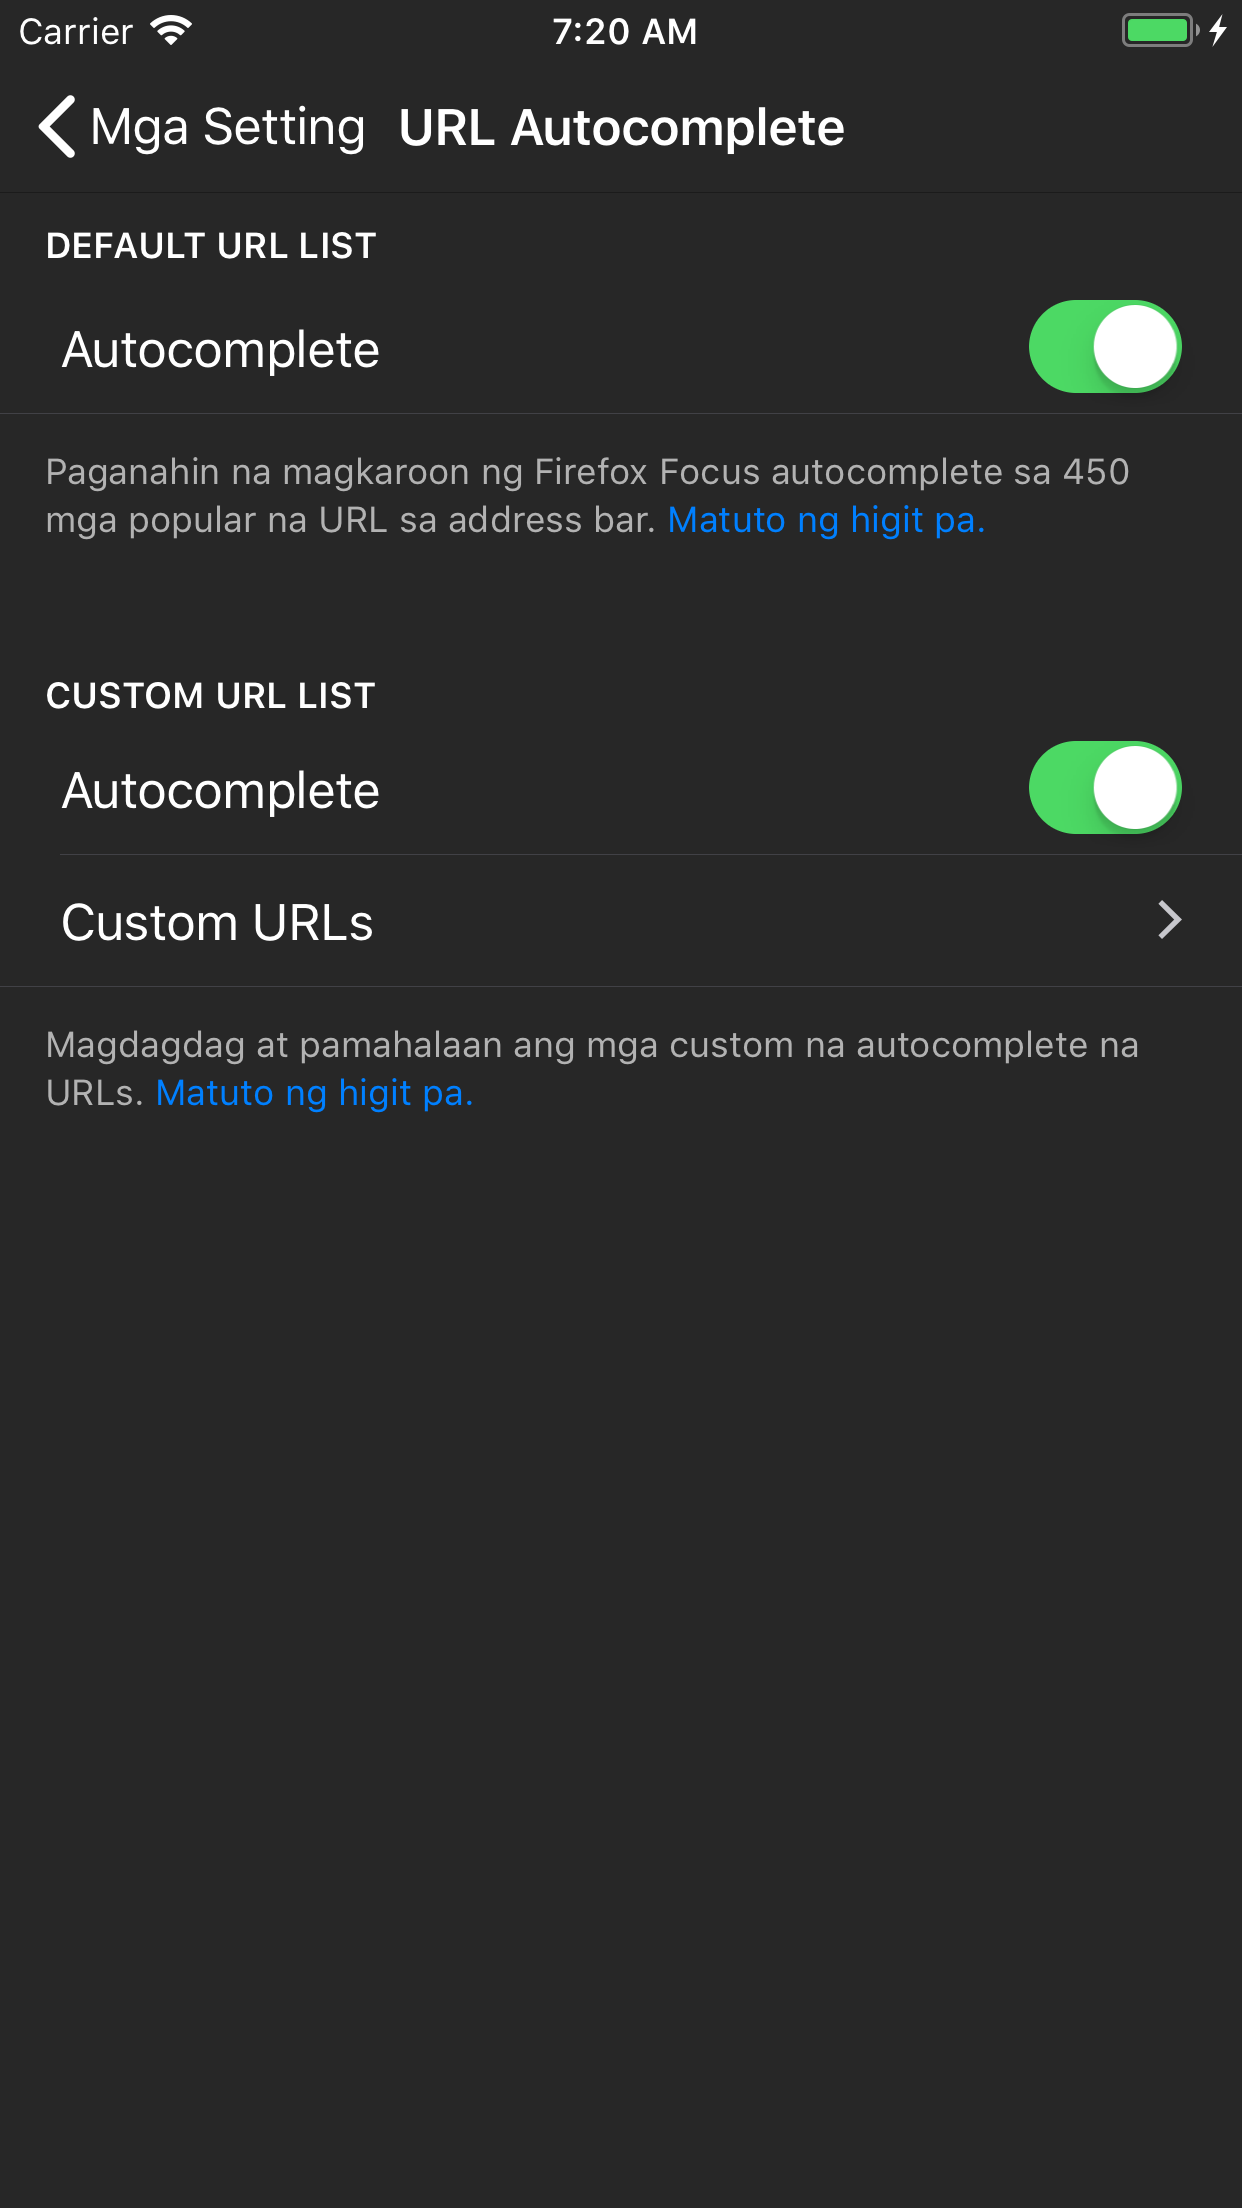 Carrier 7:20 AM
Mga Setting URL Autocomplete
DEFAULT URL LIST
Autocomplete
Paganahin na magkaroon ng Firefox Focus autocomplete sa 450
mga popular na URL sa address bar. Matuto ng higit pa.
CUSTOM URL LIST
Autocomplete
Custom URLs
Magdagdag at pamahalaan ang mga custom na autocomplete na
URLs. Matuto ng higit pa.